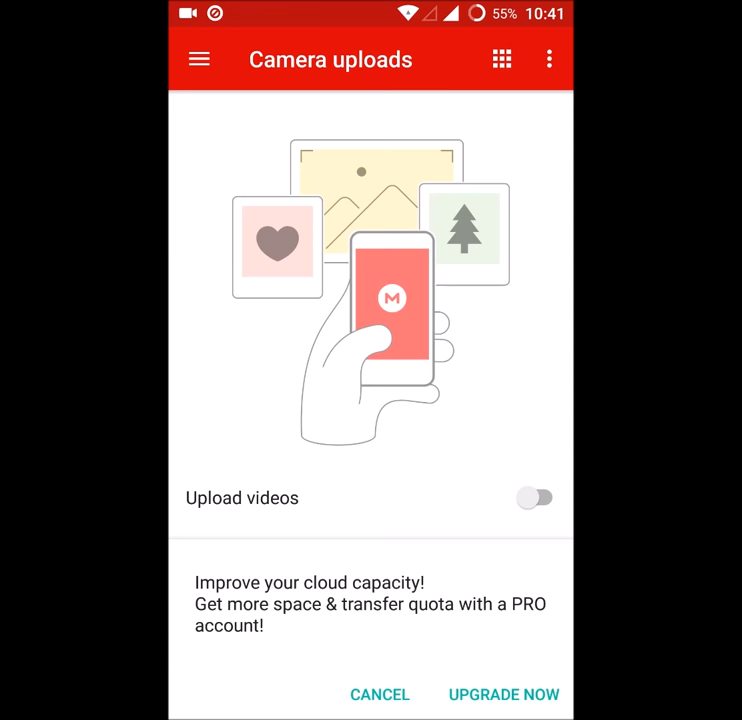 55% 10:41
Camera uploads
M
Upload videos
Improve your cloud capacity!
Get more space & transfer quota with a PRO
account!
CANCEL UPGRADE NOW